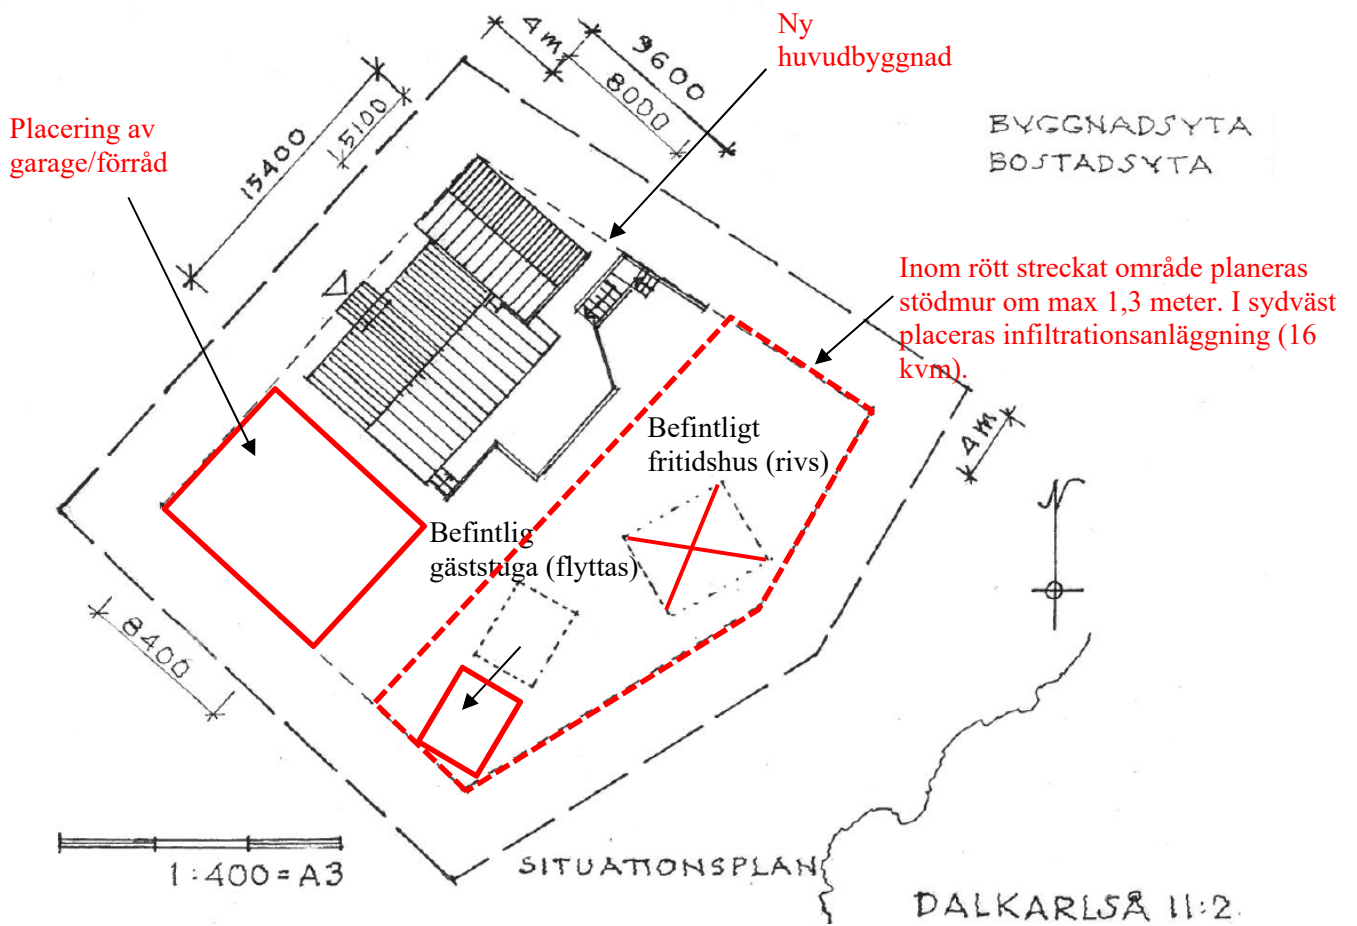 4 m
9600
8000
15400
5100
Ny
huvudbyggnad
BYGGNADSYTA
BOSTADSYTA
Placering av
garage/förråd
Inom rött streckat område planeras
stödmur om max 1,3 meter. I sydväst
placeras infiltrationsanläggning (16
kvm).
4 m
Befintligt
fritidshus (rivs)
N
Befintlig
gäststuga (flyttas)
8400
1:400=A3
SITUATIONSPLAN
DALKARLSÅ 11:2